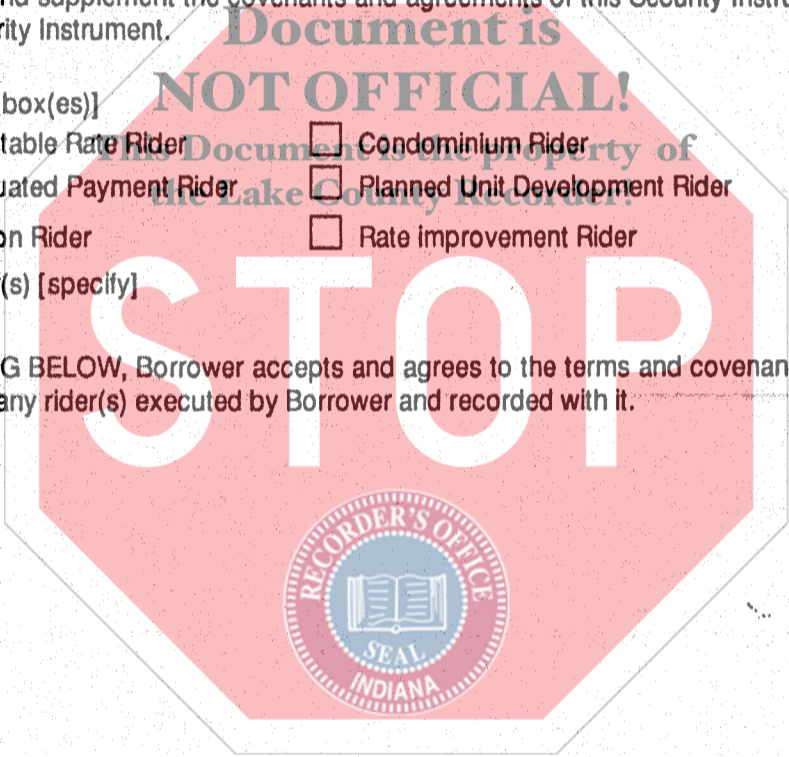 nd supplement the covenants and agreements of this Security Instru
rity Instrument.
Document is
NOT OFFICIAL!
This Document is the property of
the Lake County Recorder!
box(es)]
table Rate Rider
Condominium Rider
uated Payment Rider
Planned Unit Development Rider
on Rider
Rate improvement Rider
(s) [specify]
STOP
G BELOW, Borrower accepts and agrees to the terms and covenan
any rider(s) executed by Borrower and recorded with it.
RECORDER'S OFFICE
SEAL
INDIANA